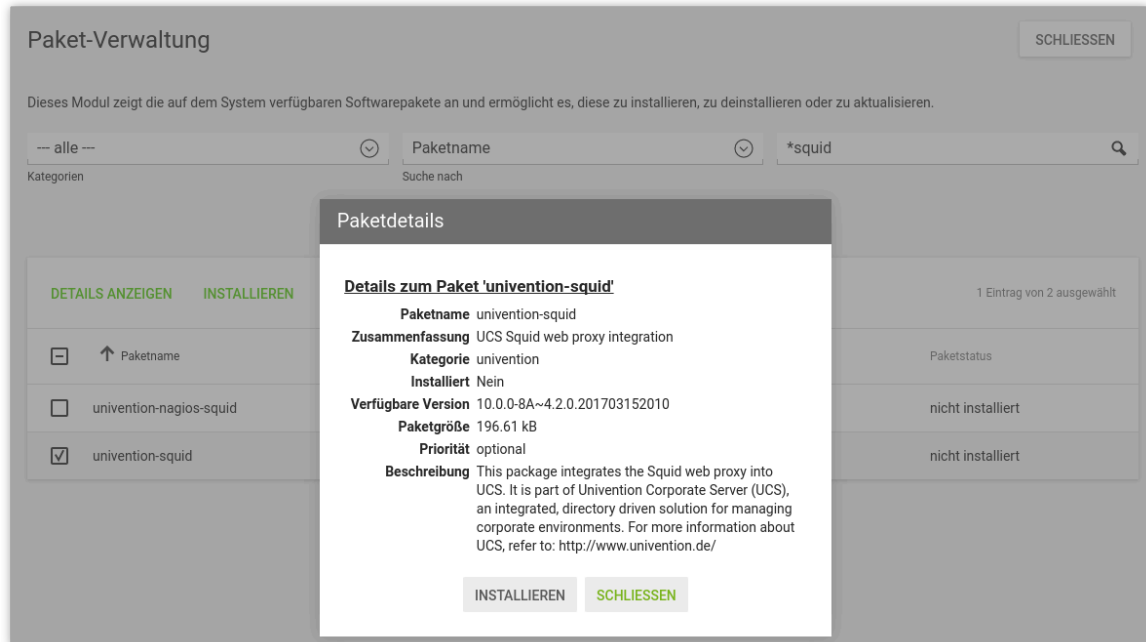 Paket-Verwaltung
SCHLIESSEN
Dieses Modul zeigt die auf dem System verfügbaren Softwarepakete an und ermöglicht es, diese zu installieren, zu deinstallieren oder zu aktualisieren.
--- alle ---
Paketname
*squid
Kategorien
Suche nach
Paketdetails
DETAILS ANZEIGEN
INSTALLIEREN
1 Eintrag von 2 ausgewählt
Paketname
Paketstatus
univention-nagios-squid
nicht installiert
univention-squid
nicht installiert
Details zum Paket 'univention-squid'
Paketname univention-squid
Zusammenfassung UCS Squid web proxy integration
Kategorie univention
Installiert Nein
Verfügbare Version 10.0.0-8A~4.2.0.201703152010
Paketgröße 196.61 kB
Priorität optional
Beschreibung This package integrates the Squid web proxy into
UCS. It is part of Univention Corporate Server (UCS),
an integrated, directory driven solution for managing
corporate environments. For more information about
UCS, refer to: http://www.univention.de/
INSTALLIEREN
SCHLIESSEN